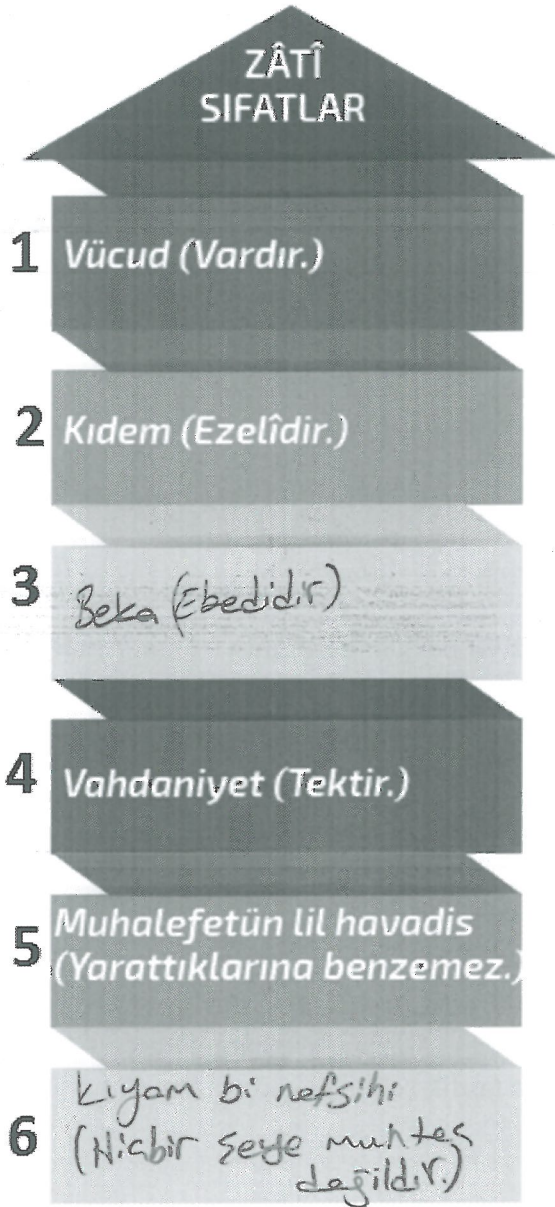 ZÂTÎ
SIFATLAR
1 Vücud (Vardır.)
2 Kıdem (Ezelîdir.)
3 Beka (Ebedidir)
4 Vahdaniyet (Tektir.)
5 Muhalefetün lil havadis
(Yarattıklarına benzemez.)
6 Kıyam bi nefsihi
(Hiçbir şeye muhtaç
değildir.)